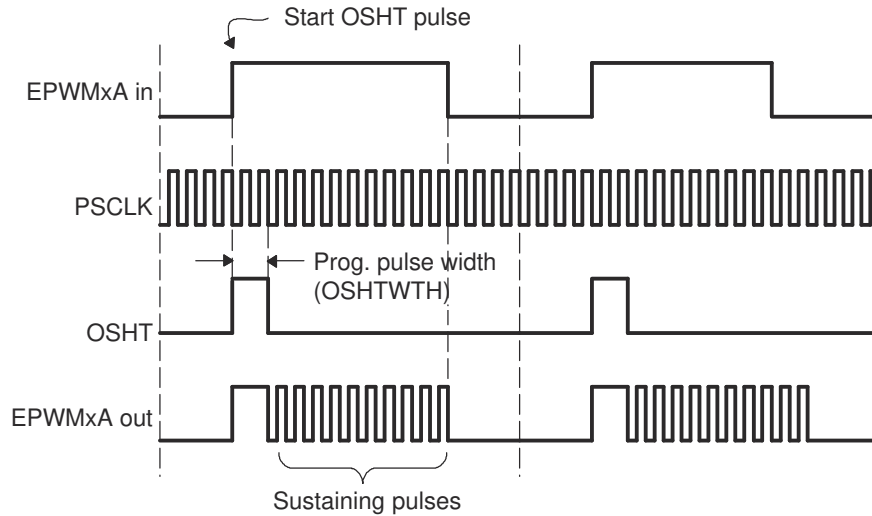 Start OSHT pulse
EPWMxA in
PSCLK
Prog. pulse width
(OSHTWTH)
OSHT
EPWMxA out
Sustaining pulses